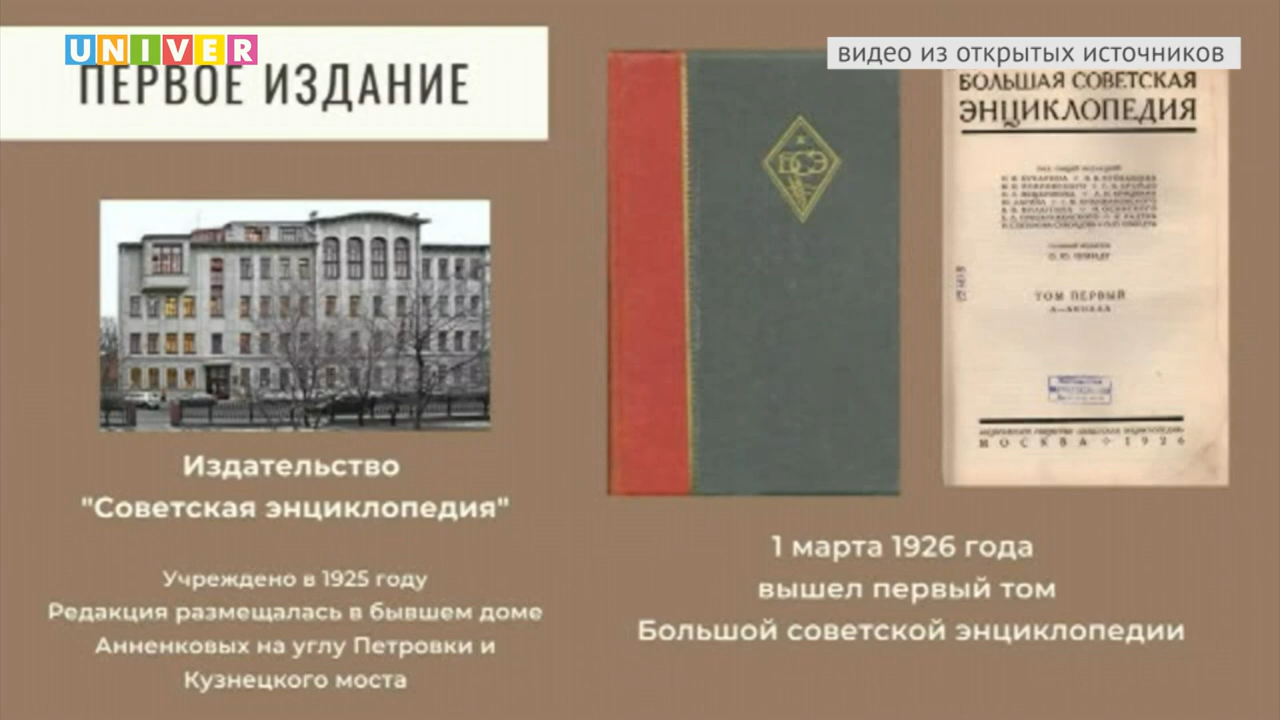 UNIVER
ПЕРВОЕ ИЗДАНИЕ
видео из открытых источников
БСЭ
БОЛЬШАЯ СОВЕТСКАЯ
ЭНЦИКЛОПЕДИЯ
ТОМ ПЕРВЫЙ
МОСКВА 1926
Издательство
"Советская энциклопедия"
Учреждено в 1925 году
Редакция размещалась в бывшем доме
Анненковых на углу Петровки и
Кузнецкого моста
1 марта 1926 года
вышел первый том
Большой советской энциклопедии